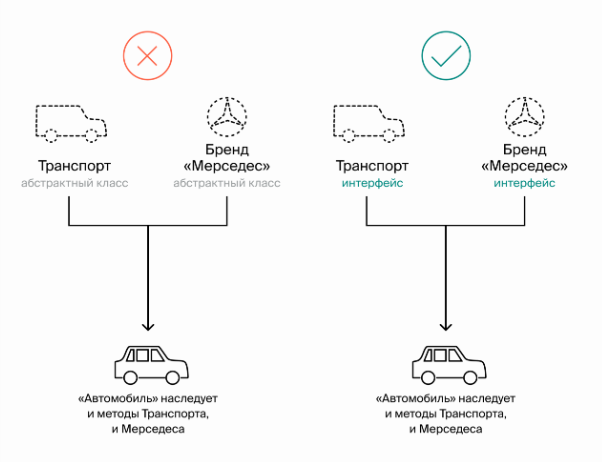 Транспорт
абстрактный класс
Бренд
«Мерседес»
абстрактный класс
Транспорт
интерфейс
Бренд
«Мерседес»
интерфейс
«Автомобиль» наследует
и методы Транспорта,
и Мерседеса
«Автомобиль» наследует
и методы Транспорта,
и Мерседеса